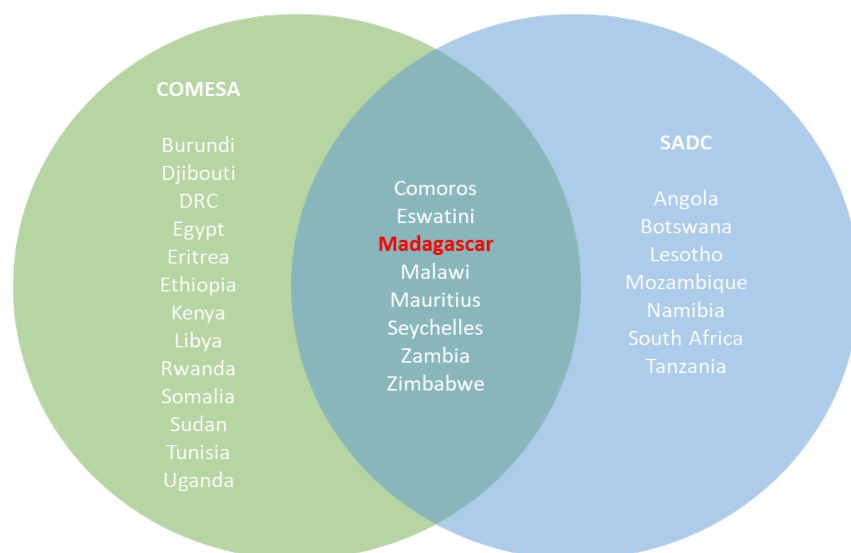 COMESA
Burundi
Djibouti
DRC
Egypt
Eritrea
Ethiopia
Kenya
Libya
Rwanda
Somalia
Sudan
Tunisia
Uganda
Comoros
Eswatini
Madagascar
Malawi
Mauritius
Seychelles
Zambia
Zimbabwe
SADC
Angola
Botswana
Lesotho
Mozambique
Namibia
South Africa
Tanzania